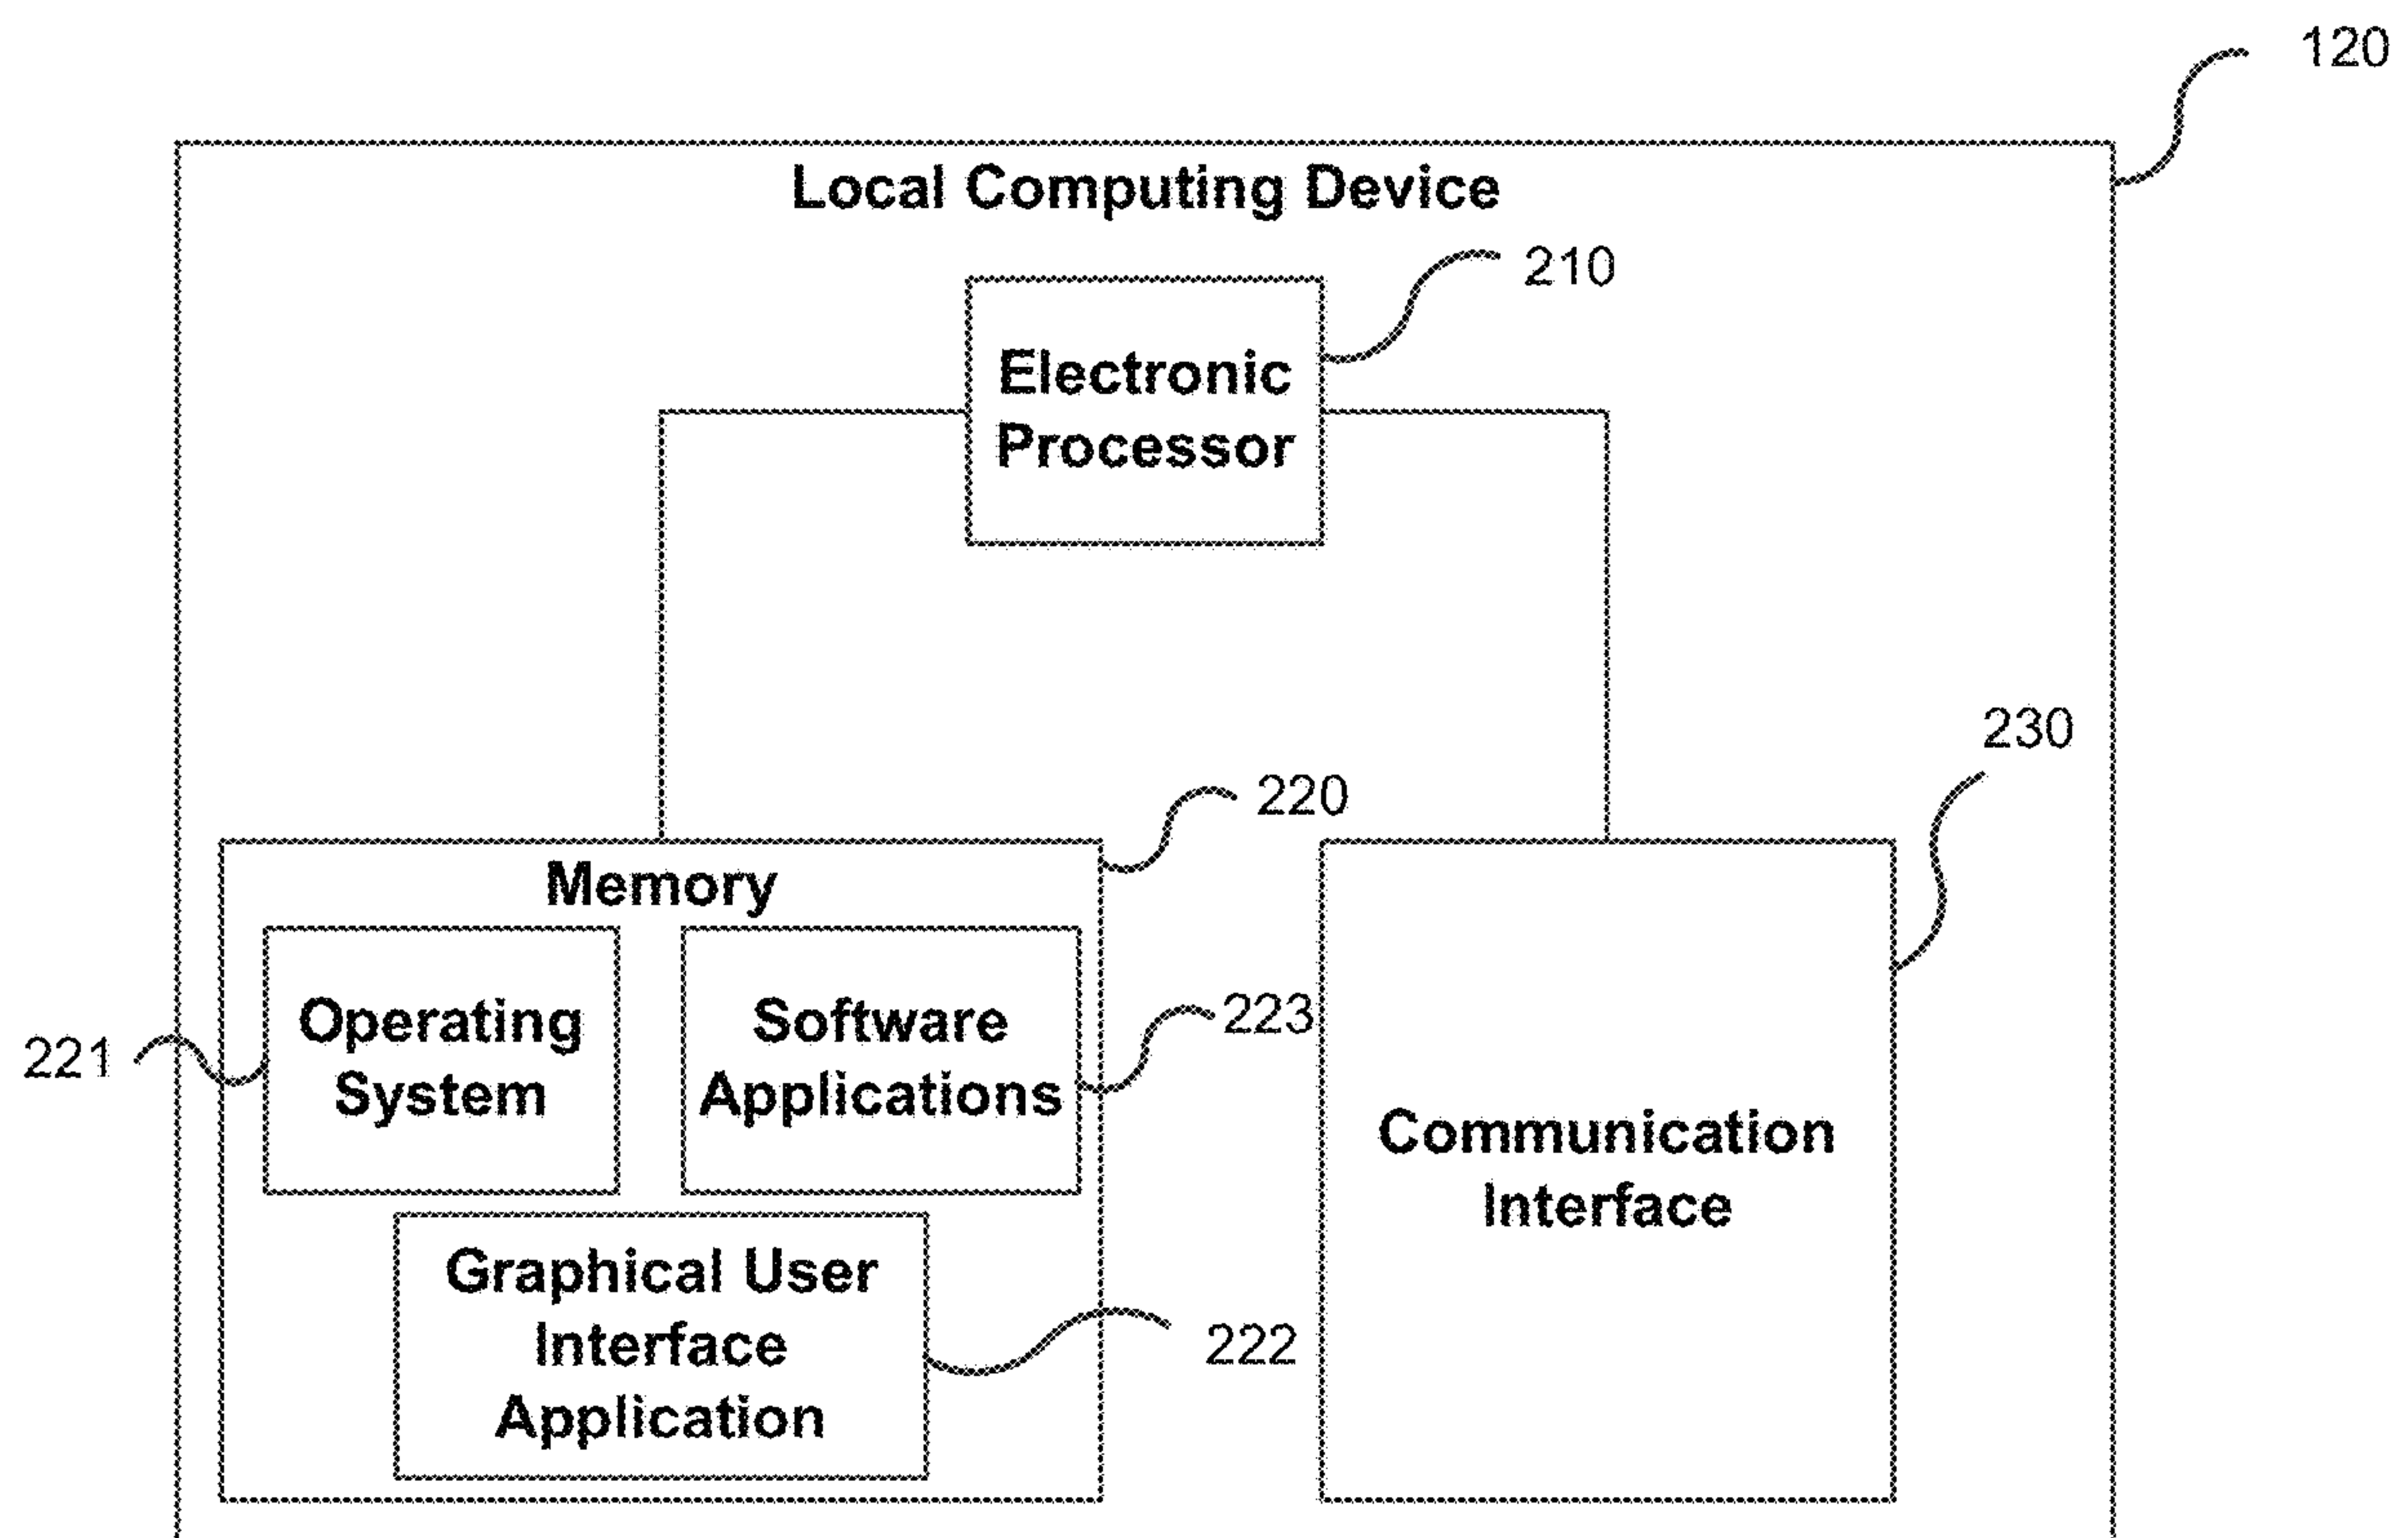 120
Local Computing Device
210
Electronic
Processor
230
220
Memory
Operating
System
221
Software
Applications
223
Communication
Interface
Graphical User
Interface
Application
222